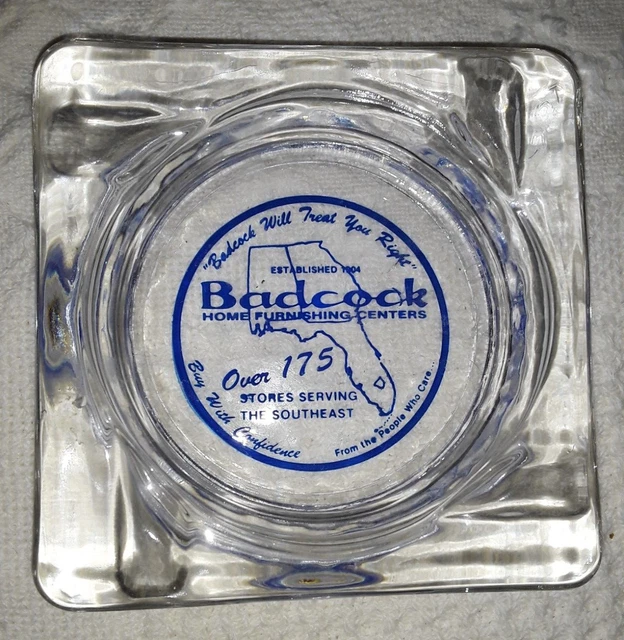 "Badcock Will Treat You Right"
ESTABLISHED 1904
Badcock
HOME FURNISHING CENTERS
Over 175
STORES SERVING
THE SOUTHEAST
Buy With Confidence
From the People Who Care...